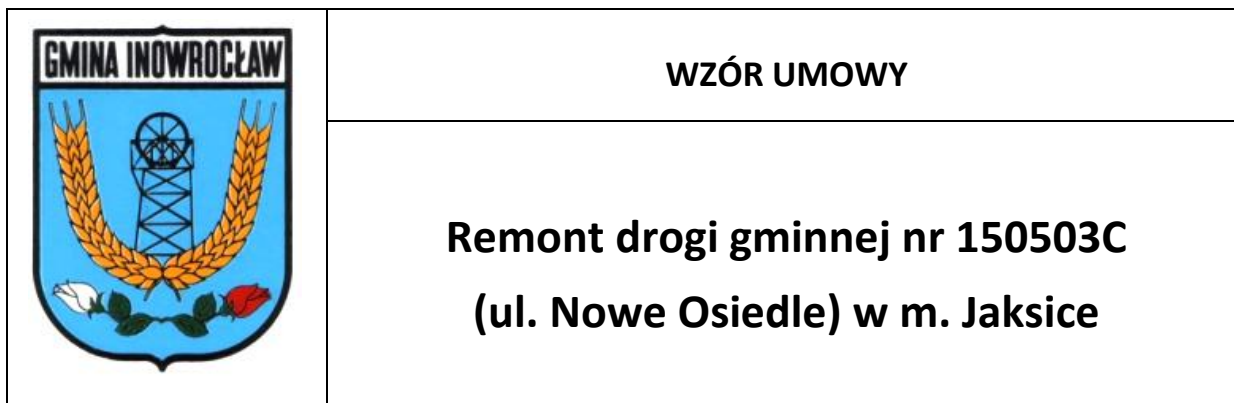 GMINA INOWROCŁAW
WZÓR UMOWY
Remont drogi gminnej nr 150503C
(ul. Nowe Osiedle) w m. Jaksice